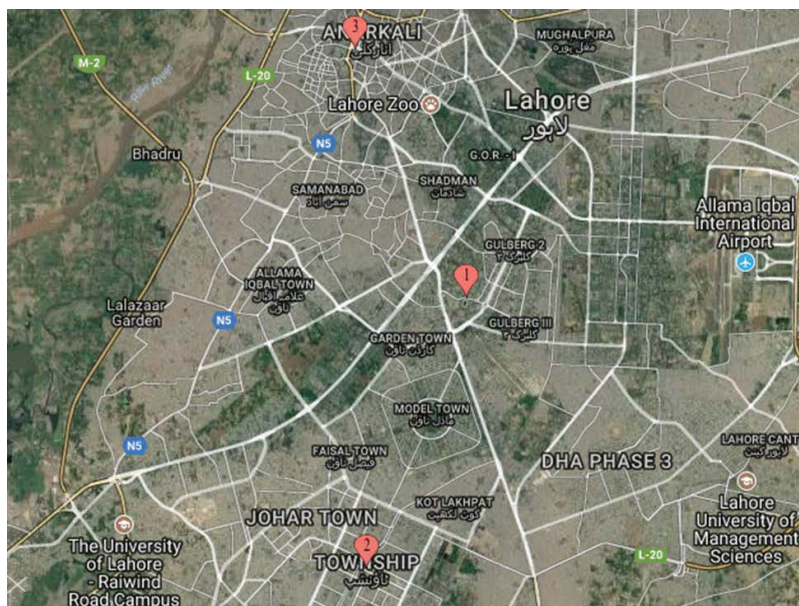 3
ANARKALI
انارکلی
MUGHALPURA
مغل پورہ
M-2
L-20
Ravi River
Lahore Zoo
Lahore
لاہور
N5
Bhadru
G.O.R. - I
SHADMAN
شادمان
SAMANABAD
سمن آباد
Allama Iqbal
International
Airport
GULBERG 2
گلبرگ ۲
1
ALLAMA
IQBAL TOWN
علامہ اقبال
ٹاؤن
Lalazaar
Garden
N5
GULBERG III
گلبرگ ۳
GARDEN TOWN
گارڈن ٹاؤن
MODEL TOWN
ماڈل ٹاؤن
LAHORE CANT
لاہور کینٹ
N5
FAISAL TOWN
فیصل ٹاؤن
DHA PHASE 3
KOT LAKHPAT
کوٹ لکھپت
Lahore
University of
Management
Sciences
JOHAR TOWN
The University
of Lahore
- Raiwind
Road Campus
2
TOWNSHIP
ٹاؤنشپ
L-20